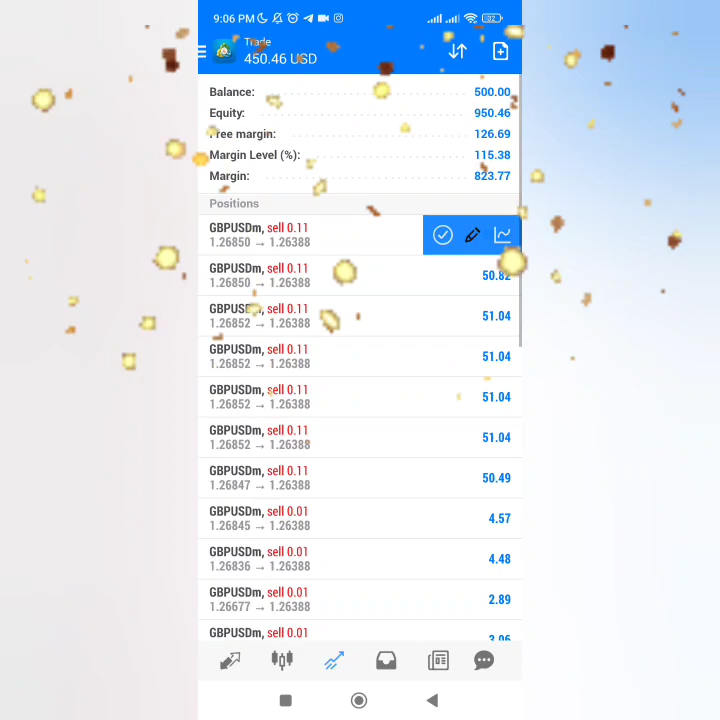 9:06 PM
32
Trade
450.46 USD
Balance: 500.00
Equity: 950.46
Free margin: 126.69
Margin Level (%): 115.38
Margin: 823.77
Positions
GBPUSDm, sell 0.11
1.26850 → 1.26388
GBPUSDm, sell 0.11
1.26850 → 1.26388 50.82
GBPUSDm, sell 0.11
1.26852 → 1.26388 51.04
GBPUSDm, sell 0.11
1.26852 → 1.26388 51.04
GBPUSDm, sell 0.11
1.26852 → 1.26388 51.04
GBPUSDm, sell 0.11
1.26852 → 1.26388 51.04
GBPUSDm, sell 0.11
1.26847 → 1.26388 50.49
GBPUSDm, sell 0.01
1.26845 → 1.26388 4.57
GBPUSDm, sell 0.01
1.26836 → 1.26388 4.48
GBPUSDm, sell 0.01
1.26677 → 1.26388 2.89
GBPUSDm, sell 0.01 3.06